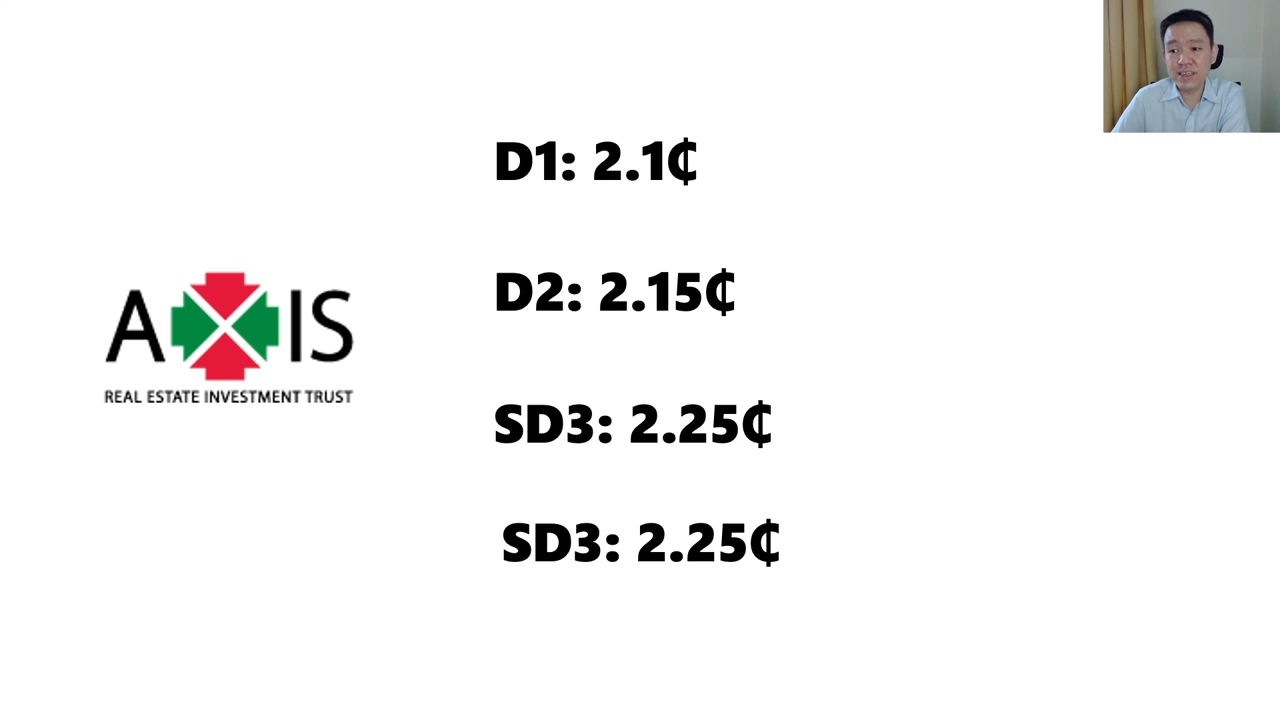 D1: 2.1₵
D2: 2.15₵
AXIS
REAL ESTATE INVESTMENT TRUST
SD3: 2.25₵
SD3: 2.25₵